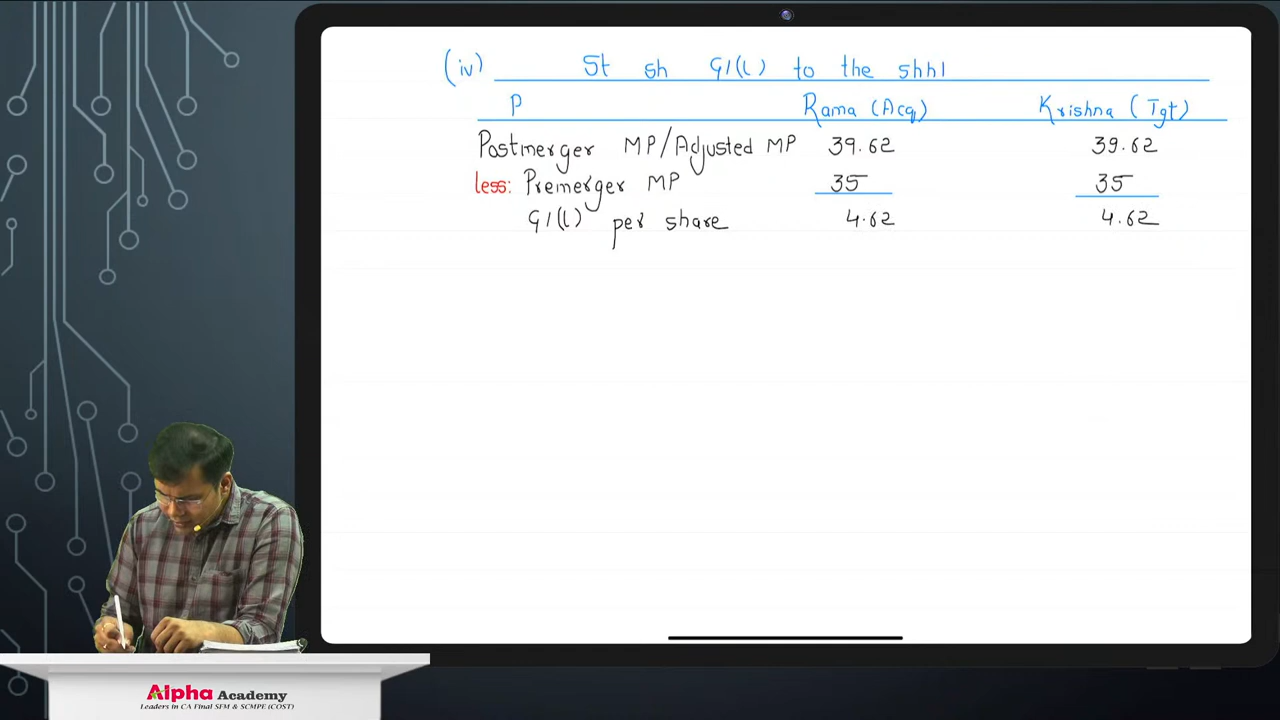 (iv) St sh G/(L) to the shhl
P Rama (Acq) Krishna (Tgt)
Postmerger MP/Adjusted MP 39.62 39.62
less: Premerger MP 35 35
G/(L) per share 4.62 4.62
Alpha Academy
Leaders in CA Final SFM & SCMPE (COST)